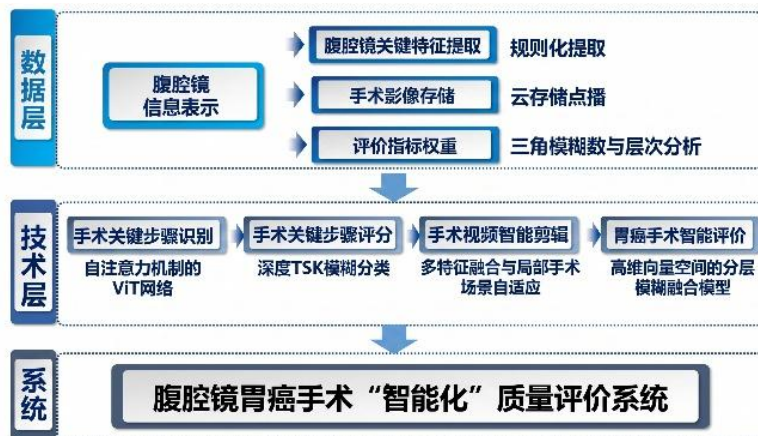 数据层
腹腔镜
信息表示
腹腔镜关键特征提取
规则化提取
手术影像存储
云存储点播
评价指标权重
三角模糊数与层次分析
技术层
手术关键步骤识别
自注意力机制的
ViT网络
手术关键步骤评分
深度TSK模糊分类
手术视频智能剪辑
多特征融合与局部手术
场景自适应
胃癌手术智能评价
高维向量空间的分层
模糊融合模型
系统
腹腔镜胃癌手术“智能化”质量评价系统